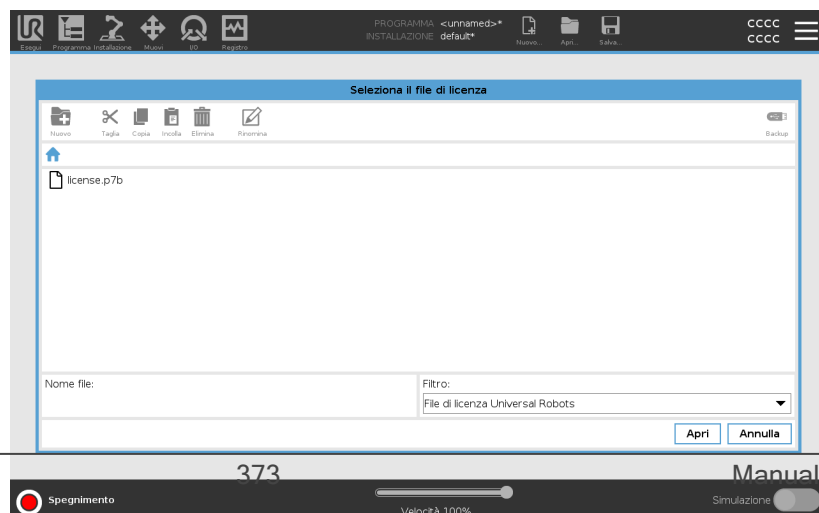 UR
PROGRAMMA <unnamed>*
INSTALLAZIONE default*
Esegui Programma Installazione Muovi I/O Registro
Nuovo... Apri... Salva...
CCCC
CCCC
Seleziona il file di licenza
Nuovo Taglia Copia Incolla Elimina Rinomina Backup
license.p7b
Nome file:
Filtro:
File di licenza Universal Robots
Apri Annulla
373 Manual
Spegnimento
Velocità 100%
Simulazione